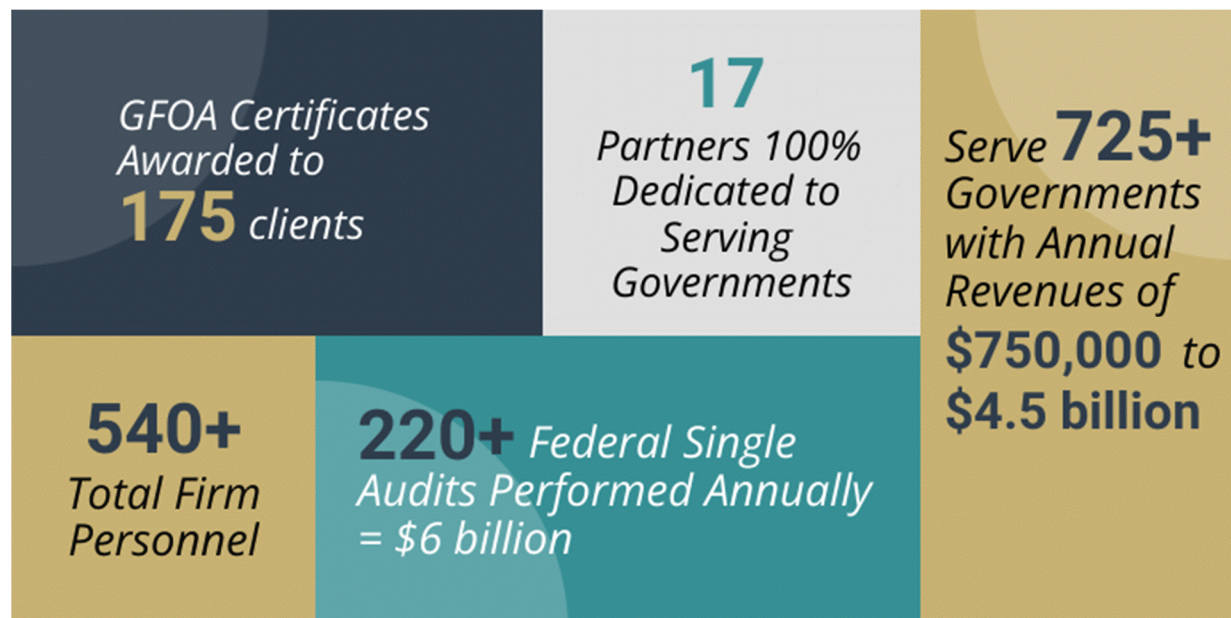 GFOA Certificates
Awarded to
175 clients
17
Partners 100%
Dedicated to
Serving
Governments
Serve 725+
Governments
with Annual
Revenues of
$750,000 to
$4.5 billion
540+
Total Firm
Personnel
220+ Federal Single
Audits Performed Annually
= $6 billion